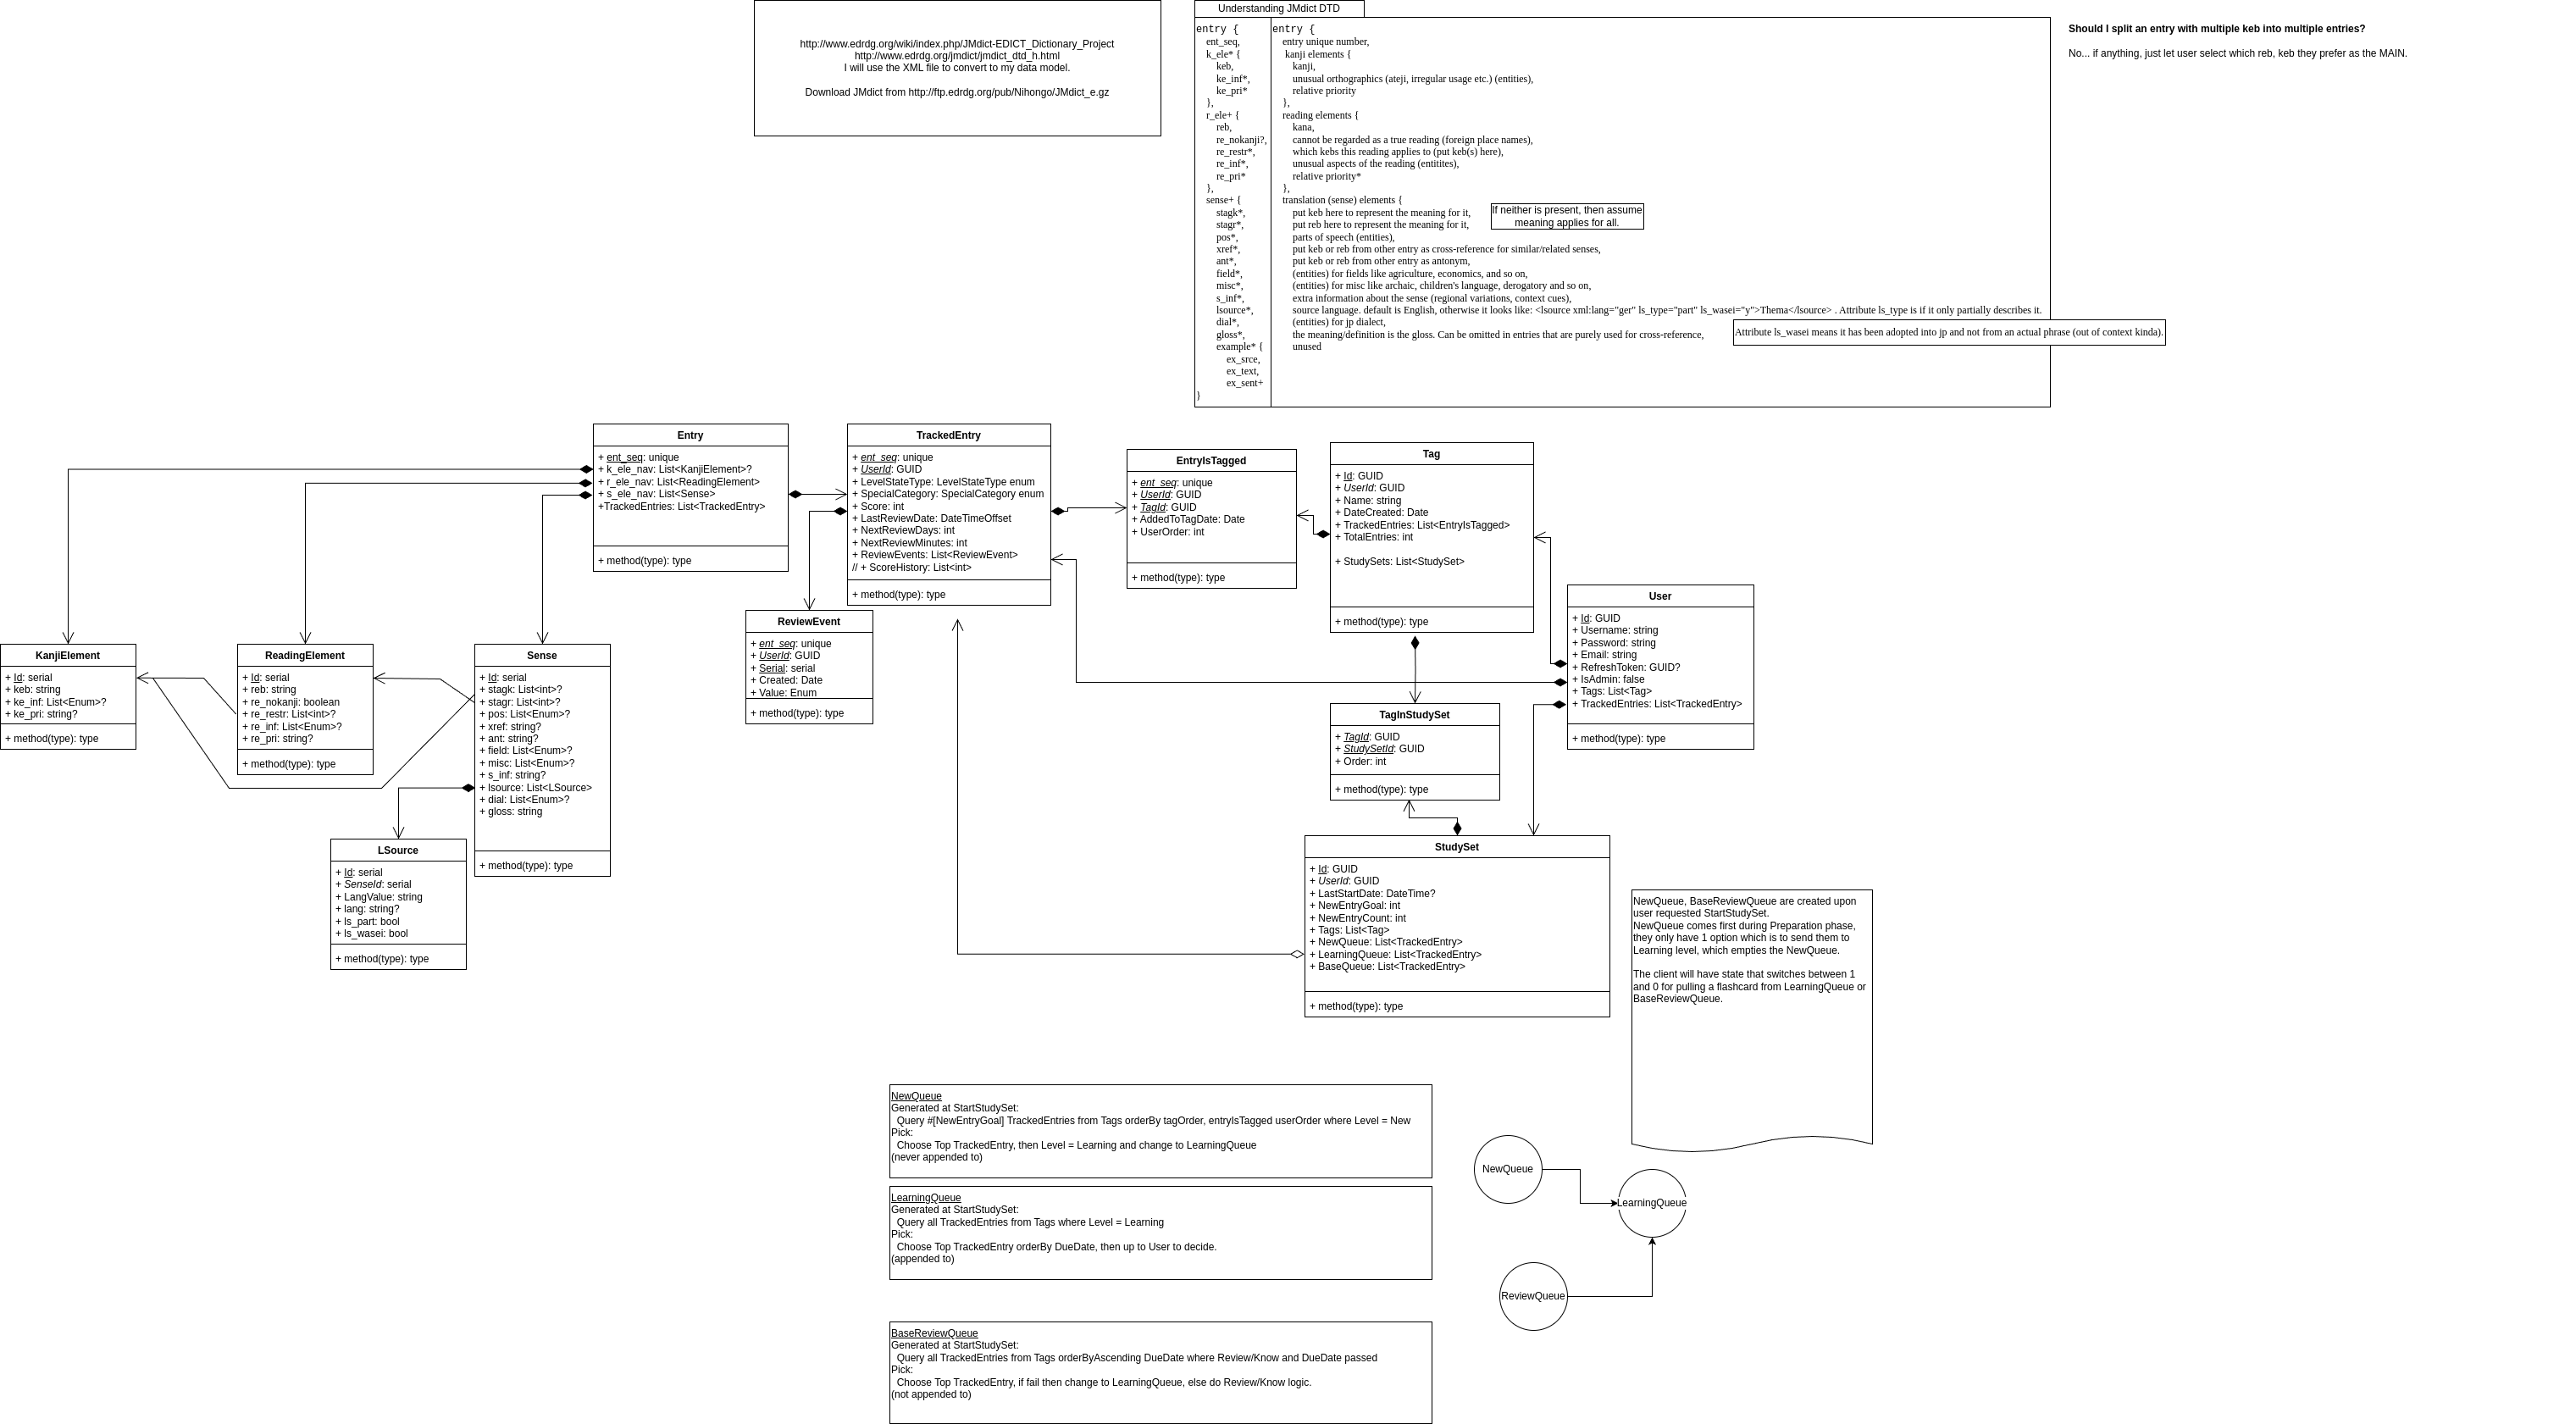 http://www.edrdg.org/wiki/index.php/JMdict-EDICT_Dictionary_Project
http://www.edrdg.org/jmdict/jmdict_dtd_h.html
I will use the XML file to convert to my data model.
Download JMdict from http://ftp.edrdg.org/pub/Nihongo/JMdict_e.gz
Understanding JMdict DTD
entry {
ent_seq,
k_ele* {
keb,
ke_inf*,
ke_pri*
},
r_ele+ {
reb,
re_nokanji?,
re_restr*,
re_inf*,
re_pri*
},
sense+ {
stagk*,
stagr*,
pos*,
xref*,
ant*,
field*,
misc*,
s_inf*,
lsource*,
dial*,
gloss*,
example* {
ex_srce,
ex_text,
ex_sent+
}
entry {
entry unique number,
kanji elements {
kanji,
unusual orthographics (ateji, irregular usage etc.) (entities),
relative priority
},
reading elements {
kana,
cannot be regarded as a true reading (foreign place names),
which kebs this reading applies to (put keb(s) here),
unusual aspects of the reading (entitites),
relative priority*
},
translation (sense) elements {
put keb here to represent the meaning for it,
put reb here to represent the meaning for it,
parts of speech (entities),
put keb or reb from other entry as cross-reference for similar/related senses,
put keb or reb from other entry as antonym,
(entities) for fields like agriculture, economics, and so on,
(entities) for misc like archaic, children's language, derogatory and so on,
extra information about the sense (regional variations, context cues),
source language. default is English, otherwise it looks like: <lsource xml:lang="ger" ls_type="part" ls_wasei="y">Thema</lsource> . Attribute ls_type is if it only partially describes it.
(entities) for jp dialect,
the meaning/definition is the gloss. Can be omitted in entries that are purely used for cross-reference,
unused
If neither is present, then assume
meaning applies for all.
Attribute ls_wasei means it has been adopted into jp and not from an actual phrase (out of context kinda).
Should I split an entry with multiple keb into multiple entries?
No... if anything, just let user select which reb, keb they prefer as the MAIN.
Entry
+ ent_seq: unique
+ k_ele_nav: List<KanjiElement>?
+ r_ele_nav: List<ReadingElement>
+ s_ele_nav: List<Sense>
+TrackedEntries: List<TrackedEntry>
+ method(type): type
TrackedEntry
+ ent_seq: unique
+ UserId: GUID
+ LevelStateType: LevelStateType enum
+ SpecialCategory: SpecialCategory enum
+ Score: int
+ LastReviewDate: DateTimeOffset
+ NextReviewDays: int
+ NextReviewMinutes: int
+ ReviewEvents: List<ReviewEvent>
// + ScoreHistory: List<int>
+ method(type): type
EntryIsTagged
+ ent_seq: unique
+ UserId: GUID
+ TagId: GUID
+ AddedToTagDate: Date
+ UserOrder: int
+ method(type): type
Tag
+ Id: GUID
+ UserId: GUID
+ Name: string
+ DateCreated: Date
+ TrackedEntries: List<EntryIsTagged>
+ TotalEntries: int
+ StudySets: List<StudySet>
+ method(type): type
User
+ Id: GUID
+ Username: string
+ Password: string
+ Email: string
+ RefreshToken: GUID?
+ IsAdmin: false
+ Tags: List<Tag>
+ TrackedEntries: List<TrackedEntry>
+ method(type): type
ReviewEvent
+ ent_seq: unique
+ UserId: GUID
+ Serial: serial
+ Created: Date
+ Value: Enum
+ method(type): type
KanjiElement
+ Id: serial
+ keb: string
+ ke_inf: List<Enum>?
+ ke_pri: string?
+ method(type): type
ReadingElement
+ Id: serial
+ reb: string
+ re_nokanji: boolean
+ re_restr: List<int>?
+ re_inf: List<Enum>?
+ re_pri: string?
+ method(type): type
Sense
+ Id: serial
+ stagk: List<int>?
+ stagr: List<int>?
+ pos: List<Enum>?
+ xref: string?
+ ant: string?
+ field: List<Enum>?
+ misc: List<Enum>?
+ s_inf: string?
+ lsource: List<LSource>
+ dial: List<Enum>?
+ gloss: string
+ method(type): type
LSource
+ Id: serial
+ SenseId: serial
+ LangValue: string
+ lang: string?
+ ls_part: bool
+ ls_wasei: bool
+ method(type): type
TagInStudySet
+ TagId: GUID
+ StudySetId: GUID
+ Order: int
+ method(type): type
StudySet
+ Id: GUID
+ UserId: GUID
+ LastStartDate: DateTime?
+ NewEntryGoal: int
+ NewEntryCount: int
+ Tags: List<Tag>
+ NewQueue: List<TrackedEntry>
+ LearningQueue: List<TrackedEntry>
+ BaseQueue: List<TrackedEntry>
+ method(type): type
NewQueue, BaseReviewQueue are created upon
user requested StartStudySet.
NewQueue comes first during Preparation phase,
they only have 1 option which is to send them to
Learning level, which empties the NewQueue.
The client will have state that switches between 1
and 0 for pulling a flashcard from LearningQueue or
BaseReviewQueue.
NewQueue
Generated at StartStudySet:
Query #[NewEntryGoal] TrackedEntries from Tags orderBy tagOrder, entryIsTagged userOrder where Level = New
Pick:
Choose Top TrackedEntry, then Level = Learning and change to LearningQueue
(never appended to)
LearningQueue
Generated at StartStudySet:
Query all TrackedEntries from Tags where Level = Learning
Pick:
Choose Top TrackedEntry orderBy DueDate, then up to User to decide.
(appended to)
BaseReviewQueue
Generated at StartStudySet:
Query all TrackedEntries from Tags orderByAscending DueDate where Review/Know and DueDate passed
Pick:
Choose Top TrackedEntry, if fail then change to LearningQueue, else do Review/Know logic.
(not appended to)
NewQueue
LearningQueue
ReviewQueue